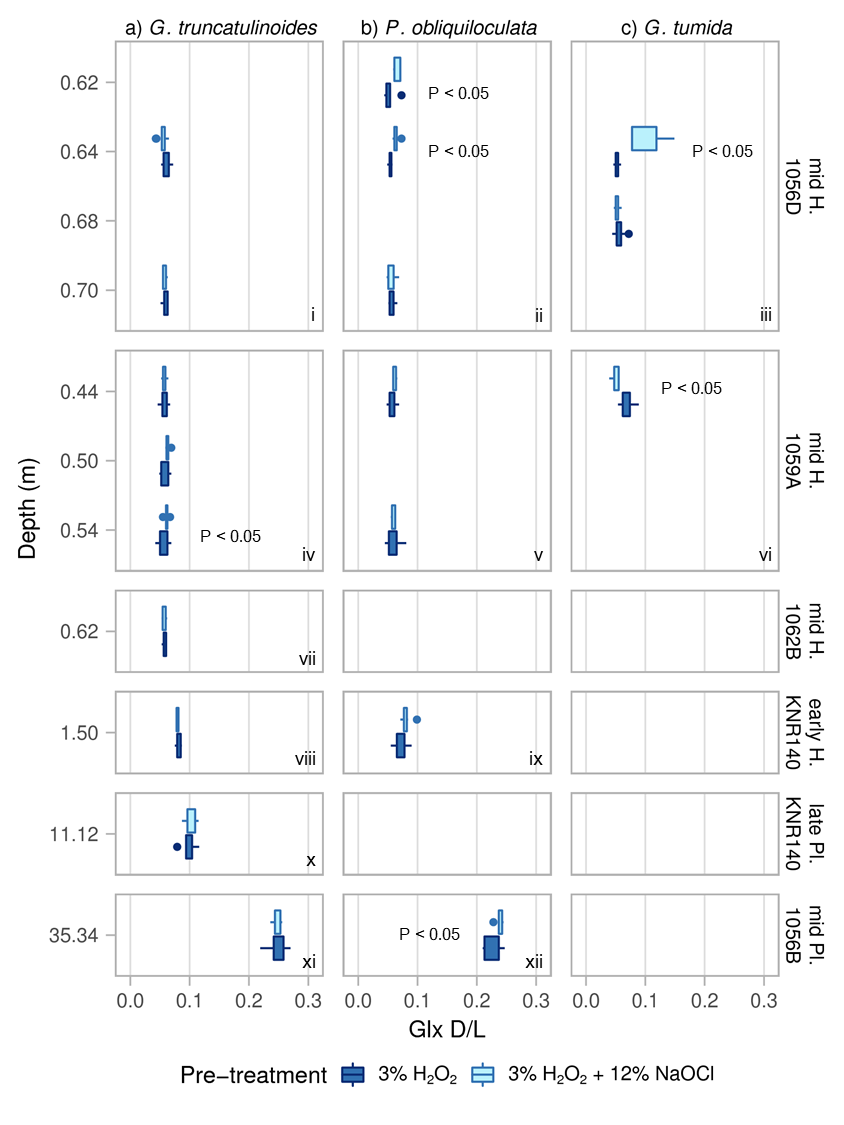 a) G. truncatulinoides b) P. obliquiloculata c) G. tumida
0.62
0.64
0.68
0.70
P < 0.05
P < 0.05
P < 0.05
i
ii
iii
mid H.
1056D
Depth (m)
0.44
0.50
0.54
P < 0.05
P < 0.05
iv
v
vi
mid H.
1059A
0.62
vii
mid H.
1062B
1.50
viii
ix
early H.
KNR140
11.12
x
late Pl.
KNR140
35.34
P < 0.05
xi
xii
mid Pl.
1056B
0.0 0.1 0.2 0.3 0.0 0.1 0.2 0.3 0.0 0.1 0.2 0.3
Glx D/L
Pre−treatment 3% H₂O₂ 3% H₂O₂ + 12% NaOCl